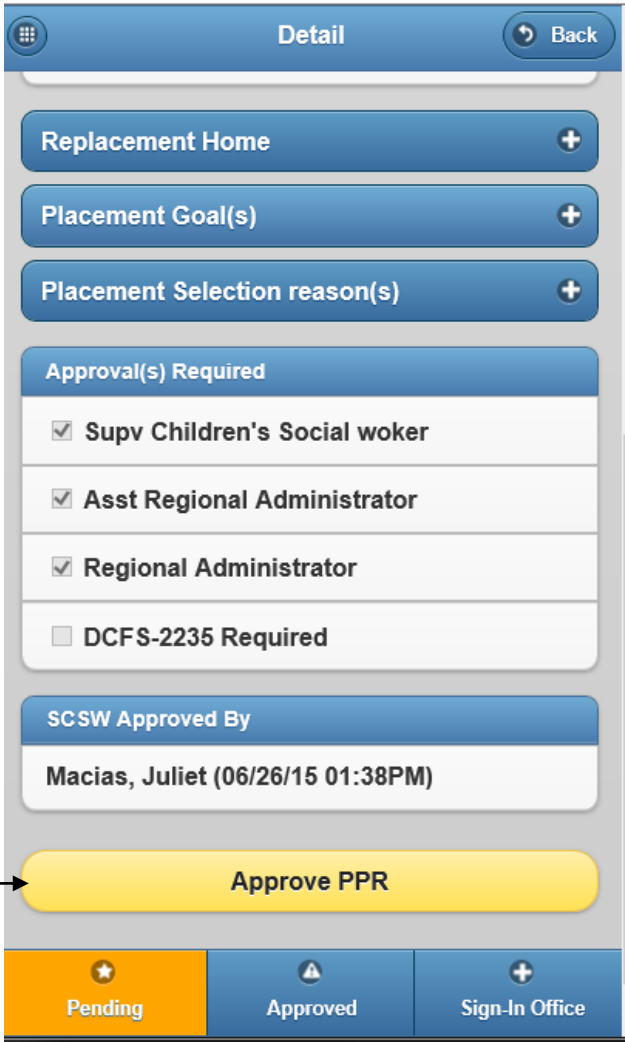 Detail
Back
Replacement Home
Placement Goal(s)
Placement Selection reason(s)
Approval(s) Required
Supv Children's Social woker
Asst Regional Administrator
Regional Administrator
DCFS-2235 Required
SCSW Approved By
Macias, Juliet (06/26/15 01:38PM)
Approve PPR
Pending
Approved
Sign-In Office